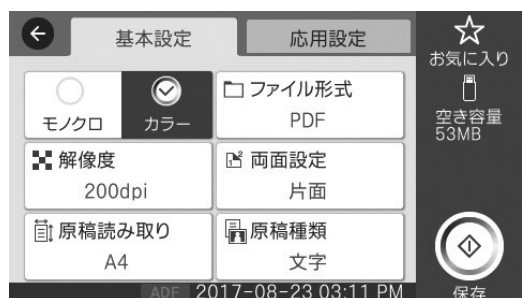 基本設定
応用設定
お気に入り
モノクロ
カラー
ファイル形式
PDF
空き容量
53MB
解像度
200dpi
両面設定
片面
原稿読み取り
A4
原稿種類
文字
ADF 2017-08-23 03:11 PM
保存